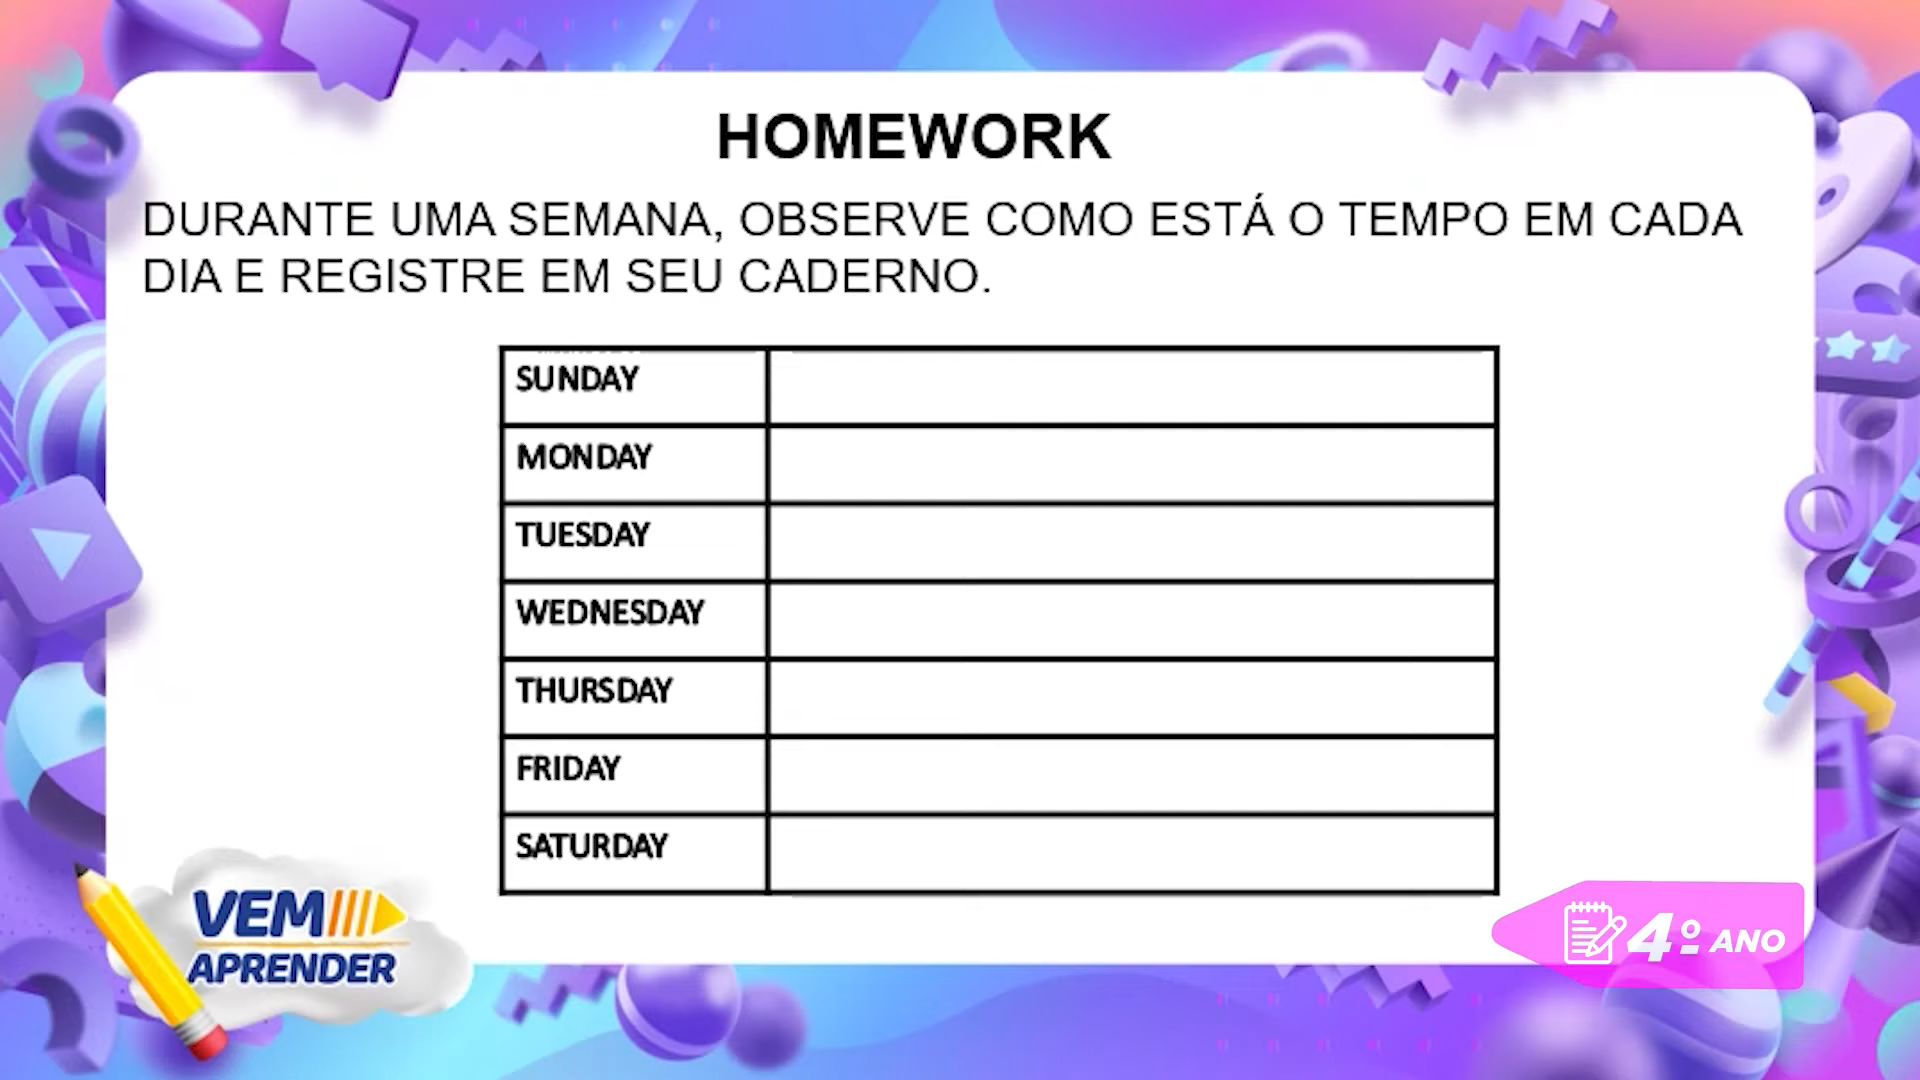 HOMEWORK
DURANTE UMA SEMANA, OBSERVE COMO ESTÁ O TEMPO EM CADA
DIA E REGISTRE EM SEU CADERNO.
SUNDAY
MONDAY
TUESDAY
WEDNESDAY
THURSDAY
FRIDAY
SATURDAY
VEM
APRENDER
4º ANO